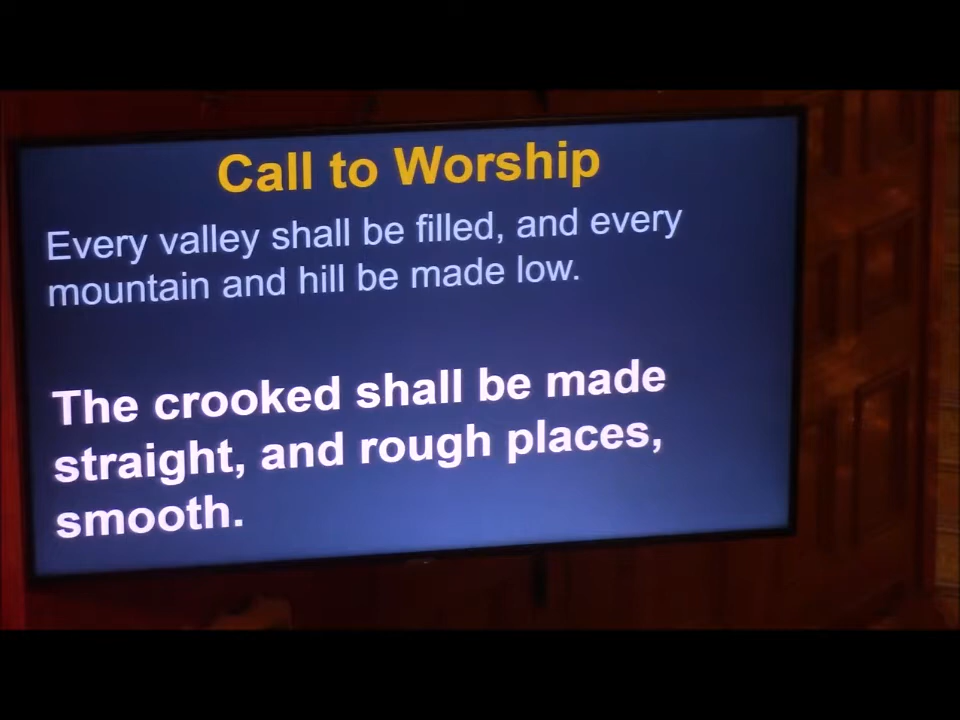 Call to Worship
Every valley shall be filled, and every
mountain and hill be made low.
The crooked shall be made
straight, and rough places,
smooth.